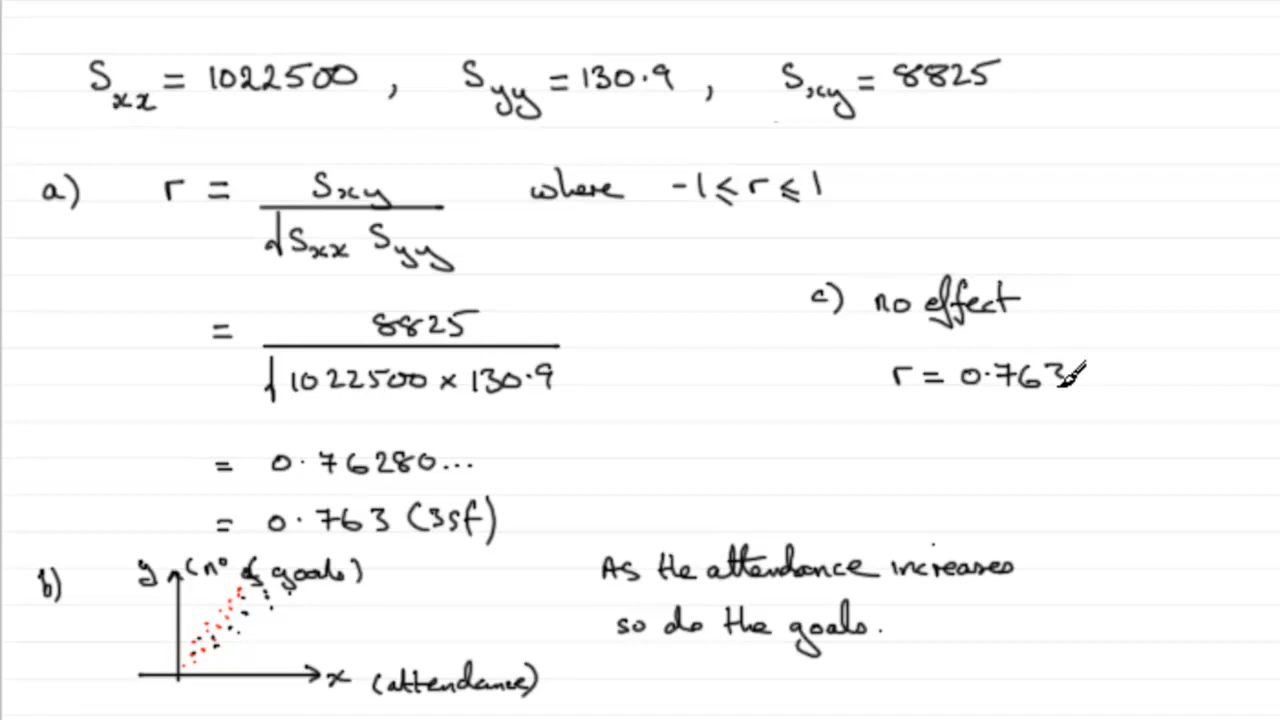 Sxx = 1022500 , Syy = 130.9 , Sxy = 8825
a) r = Sxy / √Sxx Syy where -1 ≤ r ≤ 1
= 8825 / √1022500 × 130.9
= 0.76280...
= 0.763 (3sf)
c) no effect
r = 0.763
b) y (nº of goals)
x (attendance)
As the attendance increases
so do the goals.